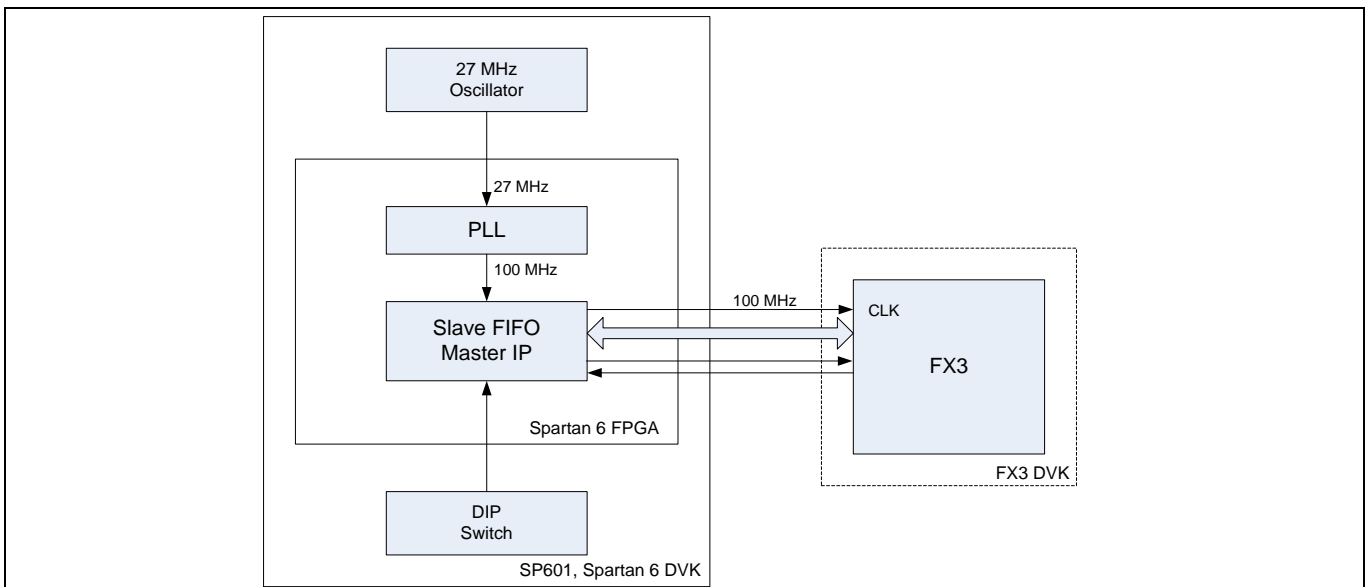 27 MHz
Oscillator
27 MHz
PLL
100 MHz
Slave FIFO
Master IP
100 MHz
CLK
FX3
Spartan 6 FPGA
FX3 DVK
DIP
Switch
SP601, Spartan 6 DVK